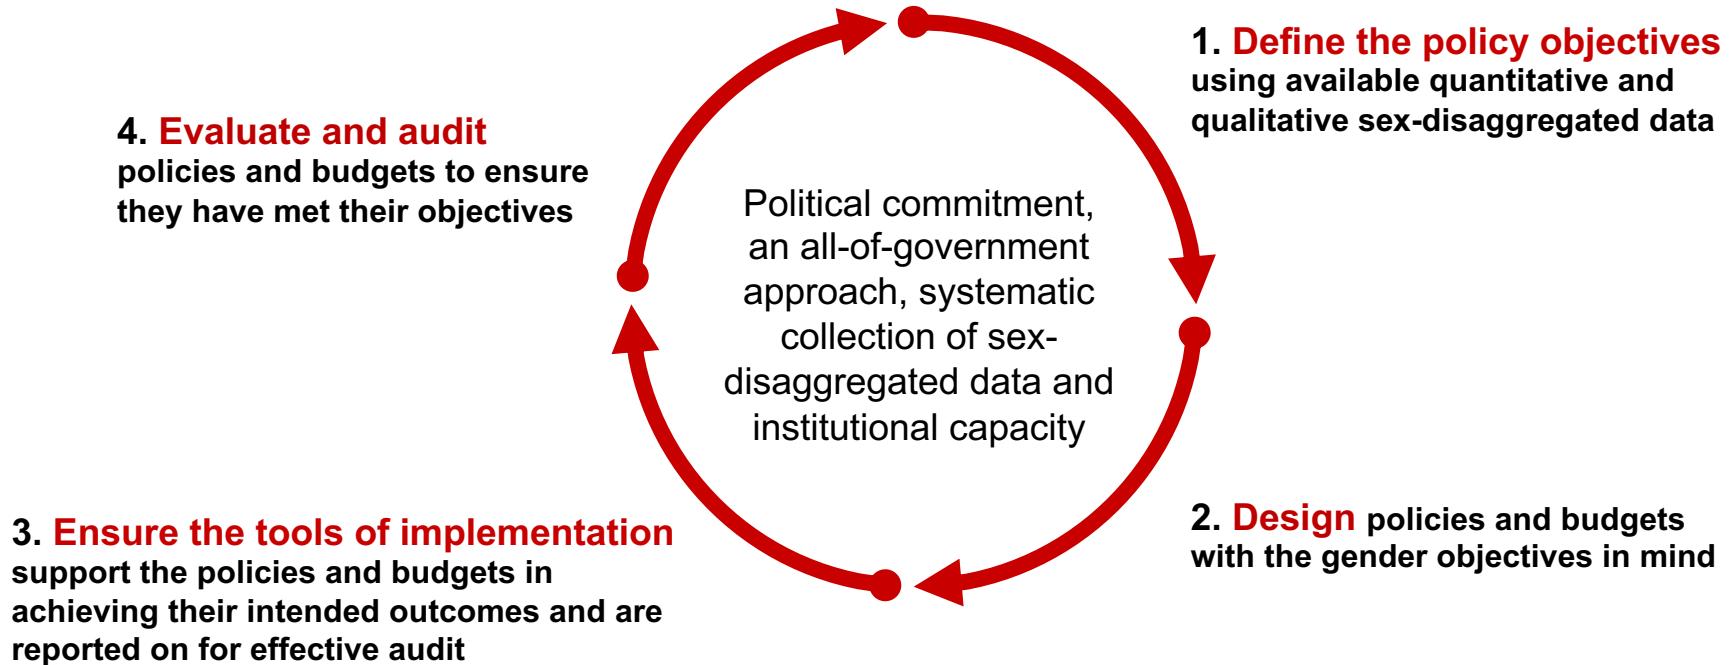 1. Define the policy objectives
using available quantitative and
qualitative sex-disaggregated data
2. Design policies and budgets
with the gender objectives in mind
3. Ensure the tools of implementation
support the policies and budgets in
achieving their intended outcomes and are
reported on for effective audit
4. Evaluate and audit
policies and budgets to ensure
they have met their objectives
Political commitment,
an all-of-government
approach, systematic
collection of sex-
disaggregated data and
institutional capacity